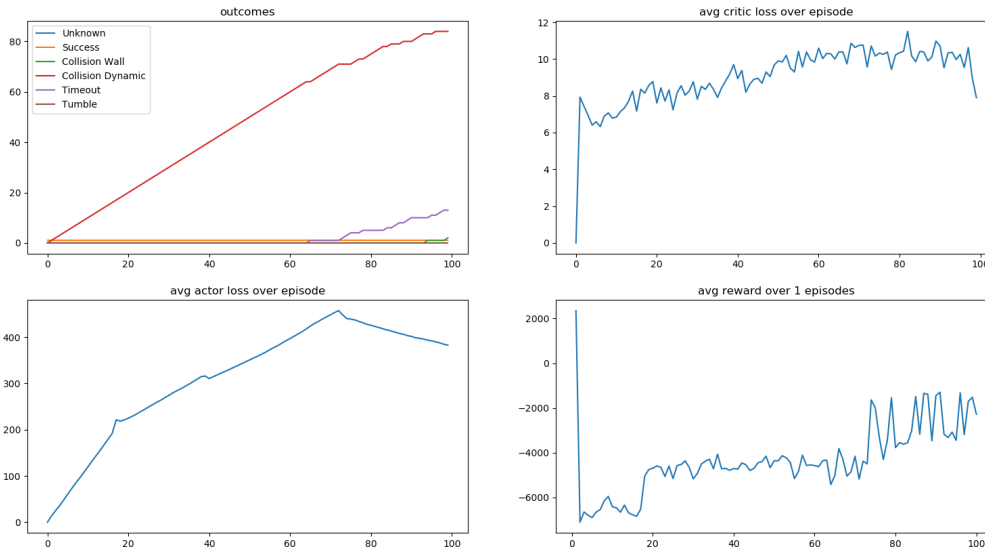 outcomes
Unknown
Success
Collision Wall
Collision Dynamic
Timeout
Tumble
80
60
40
20
0
0 20 40 60 80 100
avg critic loss over episode
12
10
8
6
4
2
0
0 20 40 60 80 100
avg actor loss over episode
400
300
200
100
0
0 20 40 60 80 100
avg reward over 1 episodes
2000
0
−2000
−4000
−6000
0 20 40 60 80 100